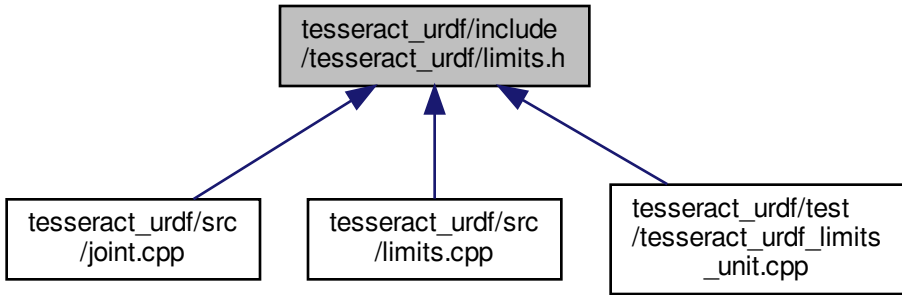 tesseract_urdf/include
/tesseract_urdf/limits.h
tesseract_urdf/src
/joint.cpp
tesseract_urdf/src
/limits.cpp
tesseract_urdf/test
/tesseract_urdf_limits
_unit.cpp